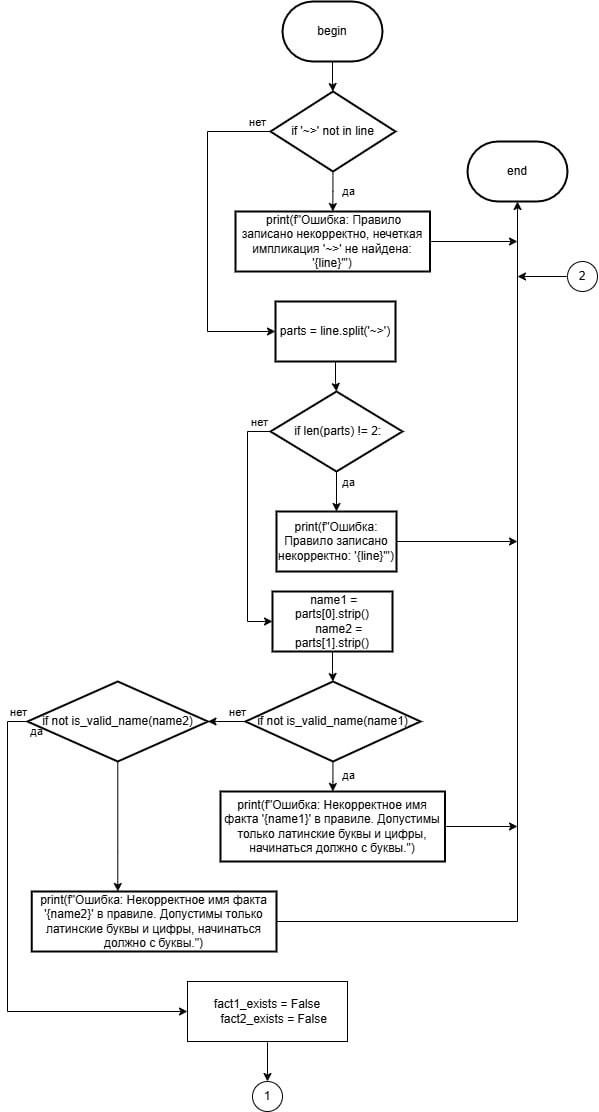 begin
нет
if '~>' not in line
да
end
print(f"Ошибка: Правило
записано некорректно, нечеткая
импликация '~>' не найдена:
'{line}'")
2
parts = line.split('~>')
нет
if len(parts) != 2:
да
print(f"Ошибка:
Правило записано
некорректно: '{line}'")
name1 =
parts[0].strip()
name2 =
parts[1].strip()
нет
if not is_valid_name(name2)
да
нет
if not is_valid_name(name1)
да
print(f"Ошибка: Некорректное имя
факта '{name1}' в правиле. Допустимы
только латинские буквы и цифры,
начинаться должно с буквы.")
print(f"Ошибка: Некорректное имя факта
'{name2}' в правиле. Допустимы только
латинские буквы и цифры, начинаться
должно с буквы.")
fact1_exists = False
fact2_exists = False
1